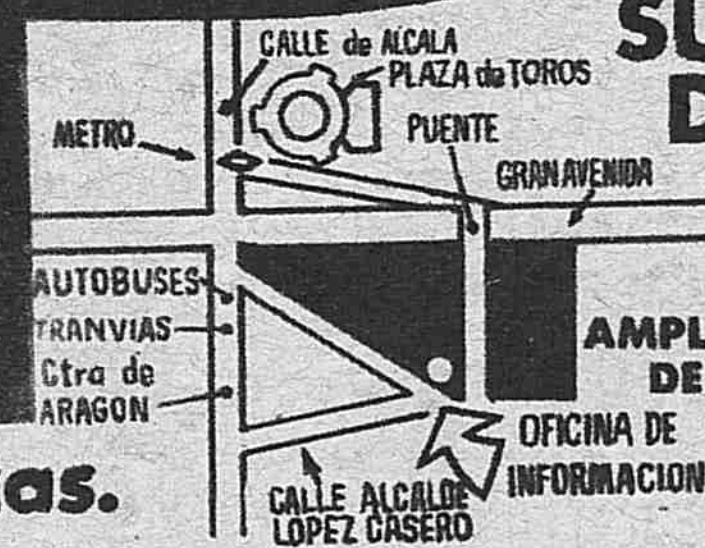 CALLE de ALCALA
PLAZA de TOROS
METRO
PUENTE
GRAN AVENIDA
AUTOBUSES
TRANVIAS
Ctra de
ARAGON
OFICINA DE
INFORMACION
CALLE ALCALDE
LOPEZ CASERO
DE
as.